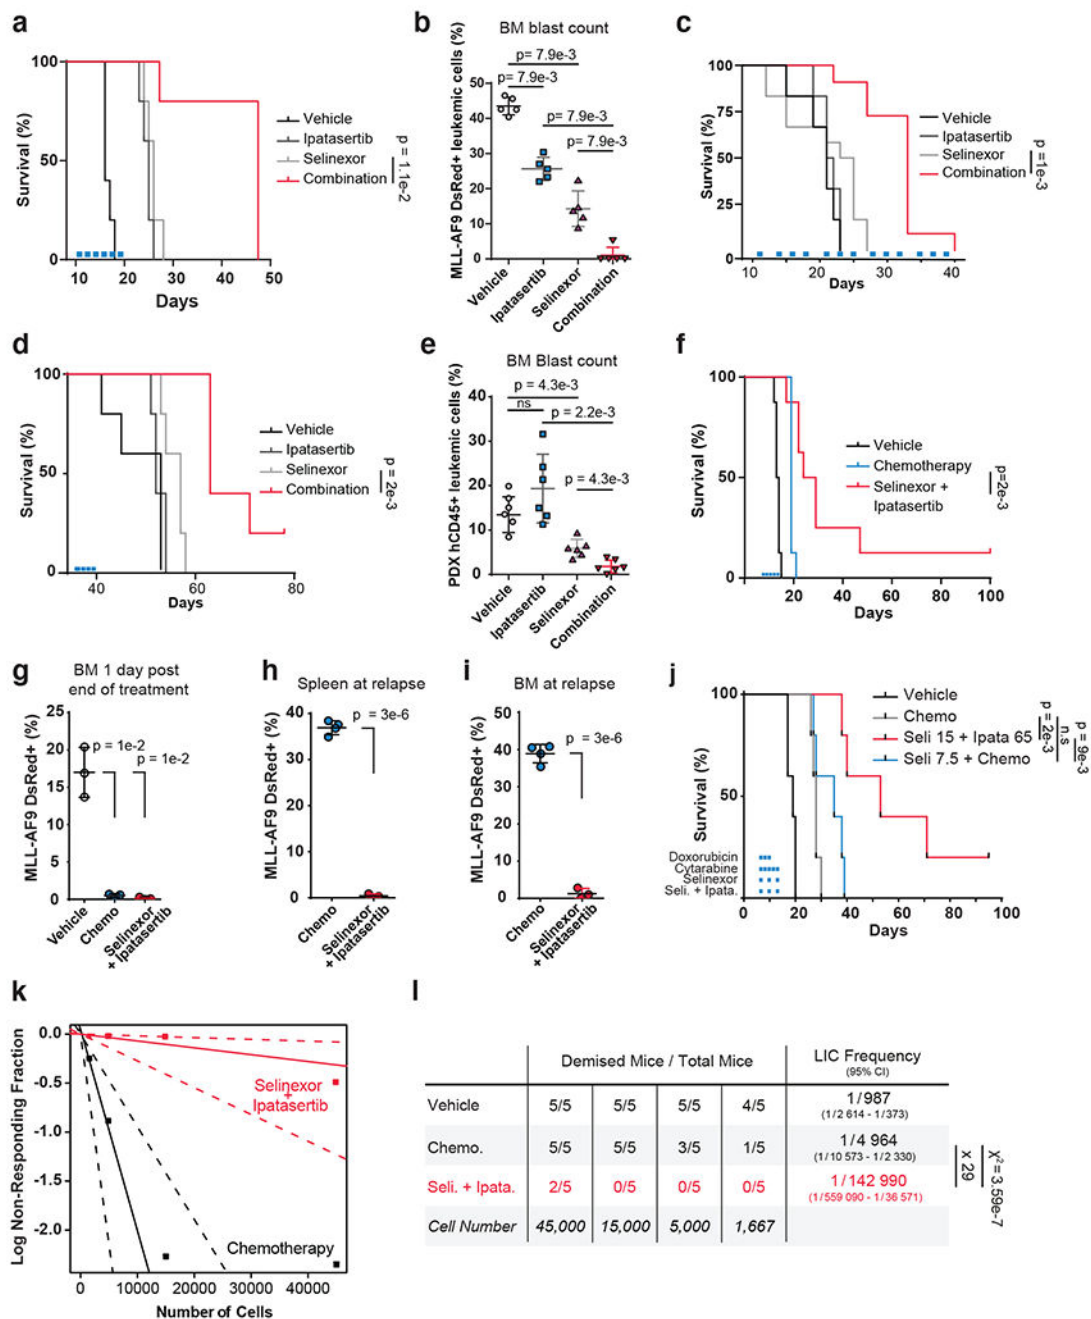 a
Survival (%)
100
50
0
10
20
30
40
50
Days
Vehicle
Ipatasertib
Selinexor
Combination
p = 1.1e-2
b
BM blast count
MLL-AF9 DsRed+ leukemic cells (%)
p= 7.9e-3
p= 7.9e-3
p= 7.9e-3
p= 7.9e-3
50
40
30
20
10
0
Vehicle
Ipatasertib
Selinexor
Combination
c
Survival (%)
100
75
50
25
0
10
20
30
40
Days
Vehicle
Ipatasertib
Selinexor
Combination
p =1e-3
d
Survival (%)
100
50
0
40
60
80
Days
Vehicle
Ipatasertib
Selinexor
Combination
p = 2e-3
e
BM Blast count
PDX hCD45+ leukemic cells (%)
p = 4.3e-3
ns
p = 2.2e-3
p = 4.3e-3
40
30
20
10
0
Vehicle
Ipatasertib
Selinexor
Combination
f
Survival (%)
100
50
0
20
40
60
80
100
Days
Vehicle
Chemotherapy
Selinexor +
Ipatasertib
p=2e-3
g
BM 1 day post
end of treatment
MLL-AF9 DsRed+ (%)
25
20
15
10
5
0
p = 1e-2
p = 1e-2
Vehicle
Chemo
Selinexor
+ Ipatasertib
h
Spleen at relapse
MLL-AF9 DsRed+ (%)
40
30
20
10
0
p = 3e-6
Chemo
Selinexor
+ Ipatasertib
i
BM at relapse
MLL-AF9 DsRed+ (%)
50
40
30
20
10
0
p = 3e-6
Chemo
Selinexor
+ Ipatasertib
j
Survival (%)
100
50
0
0
20
40
60
80
100
Days
Vehicle
Chemo
Seli 15 + Ipata 65
Seli 7.5 + Chemo
p = 2e-3
n.s
p = 9e-3
Doxorubicin
Cytarabine
Selinexor
Seli. + Ipata.
k
Log Non-Responding Fraction
0.0
-0.5
-1.0
-1.5
-2.0
Selinexor
+
Ipatasertib
Chemotherapy
0
10000
20000
30000
40000
Number of Cells
l
Demised Mice / Total Mice
LIC Frequency
(95% CI)
Vehicle 5/5 5/5 5/5 4/5 1/987
(1/2 614 - 1/373)
Chemo. 5/5 5/5 3/5 1/5 1/4 964
(1/10 573 - 1/2 330)
Seli. + Ipata. 2/5 0/5 0/5 0/5 1/142 990
(1/559 090 - 1/36 571)
Cell Number 45,000 15,000 5,000 1,667
x 29
χ²= 3.59e-7